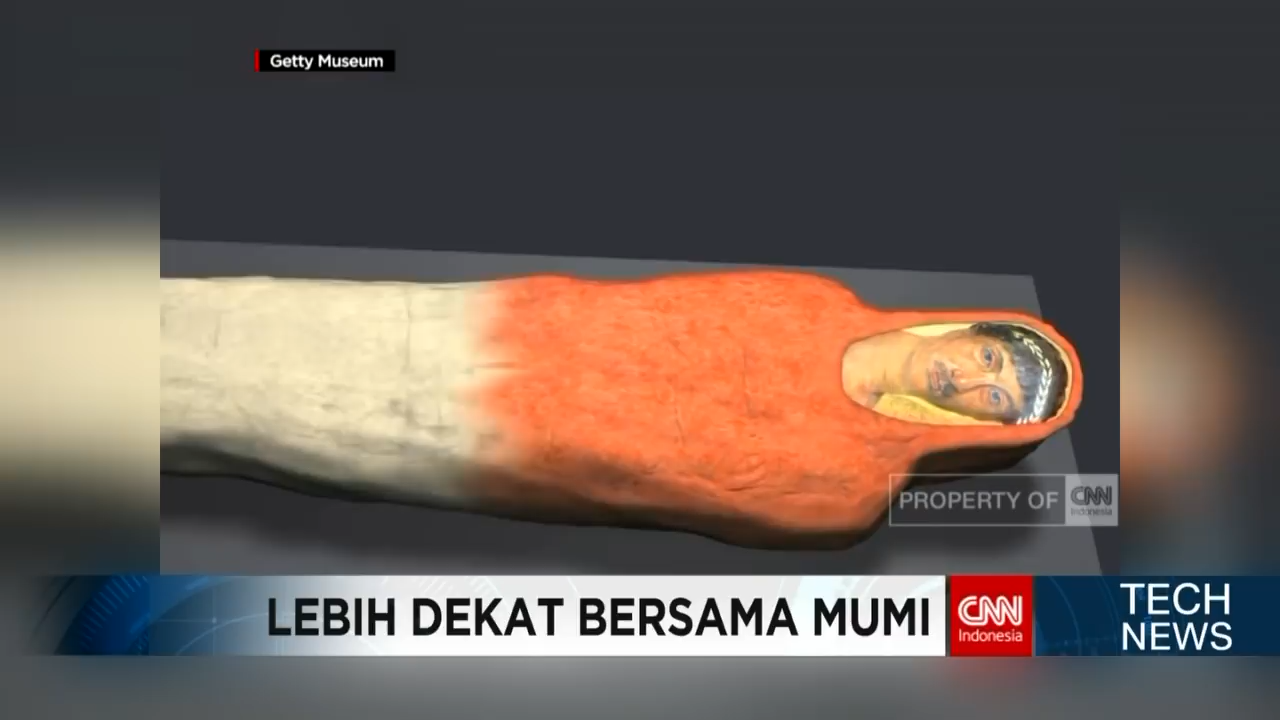 Getty Museum
PROPERTY OF CNN Indonesia
LEBIH DEKAT BERSAMA MUMI
CNN Indonesia
TECH NEWS